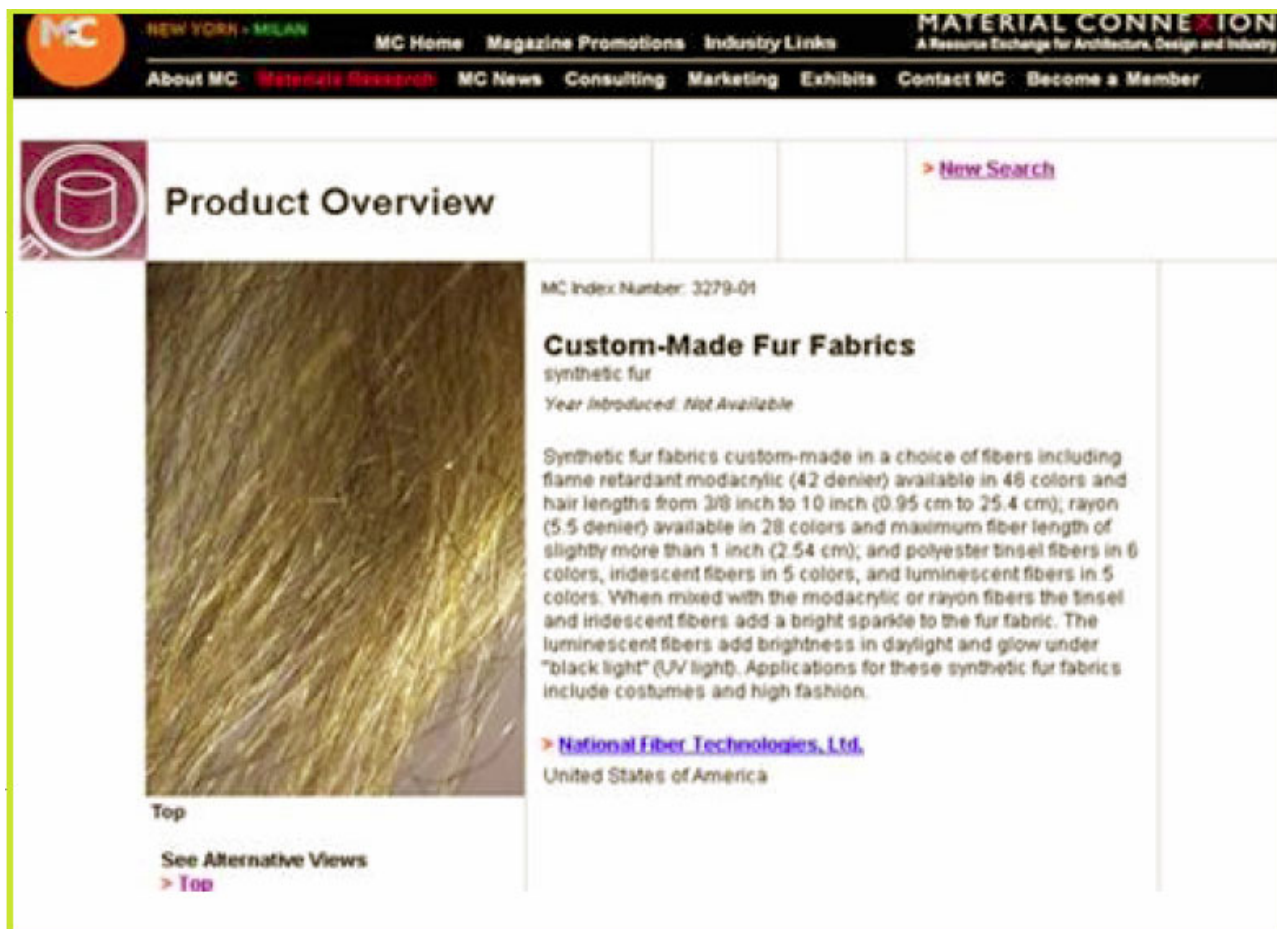 MC
NEW YORK - MILAN
MATERIAL CONNEXION
A Resource Exchange for Architecture, Design and Industry
MC Home Magazine Promotions Industry Links
About MC Materials Research MC News Consulting Marketing Exhibits Contact MC Become a Member
Product Overview
> New Search
MC Index Number: 3279-01
Custom-Made Fur Fabrics
synthetic fur
Year Introduced: Not Available
Synthetic fur fabrics custom-made in a choice of fibers including
flame retardant modacrylic (42 denier) available in 46 colors and
hair lengths from 3/8 inch to 10 inch (0.95 cm to 25.4 cm); rayon
(5.5 denier) available in 28 colors and maximum fiber length of
slightly more than 1 inch (2.54 cm); and polyester tinsel fibers in 6
colors, iridescent fibers in 5 colors, and luminescent fibers in 5
colors. When mixed with the modacrylic or rayon fibers the tinsel
and iridescent fibers add a bright sparkle to the fur fabric. The
luminescent fibers add brightness in daylight and glow under
"black light" (UV light). Applications for these synthetic fur fabrics
include costumes and high fashion.
> National Fiber Technologies, Ltd.
United States of America
Top
See Alternative Views
> Top